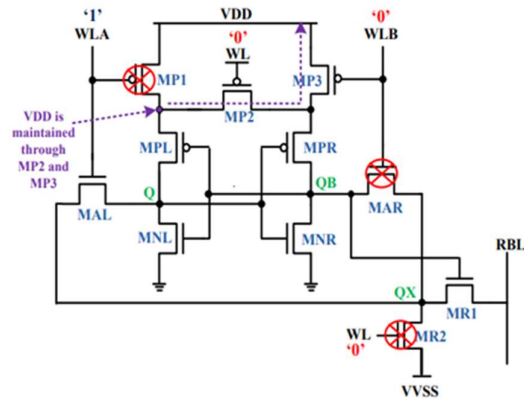 ‘1’
WLA
VDD
‘0’
WLB
‘0’
WL
MP1
MP3
MP2
VDD is
maintained
through
MP2 and
MP3
MPL
MPR
Q
QB
MAL
MAR
MNL
MNR
RBL
QX
MR1
WL
‘0’
MR2
VVSS